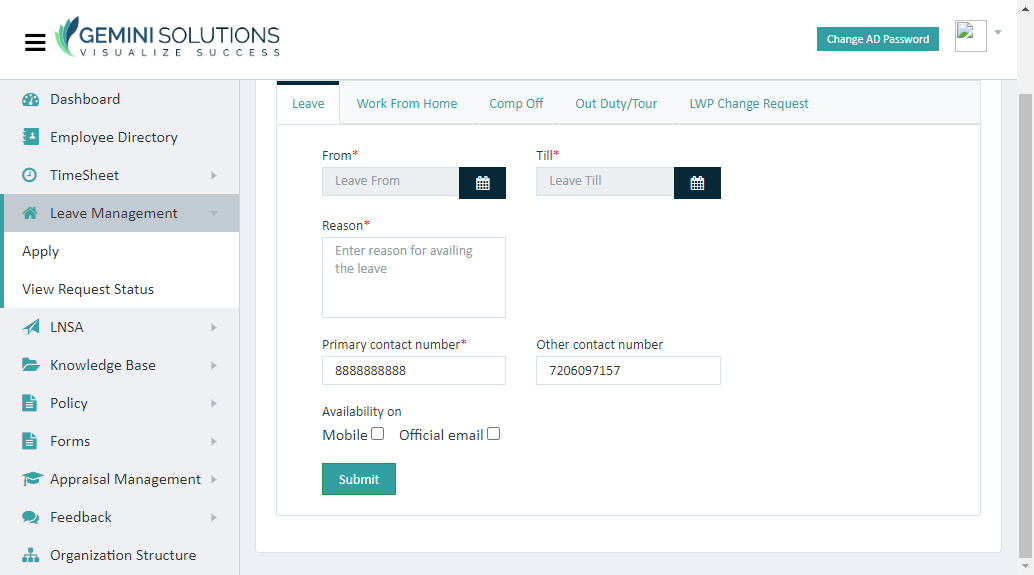 GEMINI SOLUTIONS
VISUALIZE SUCCESS
Change AD Password
Dashboard
Employee Directory
TimeSheet
Leave Management
Apply
View Request Status
LNSA
Knowledge Base
Policy
Forms
Appraisal Management
Feedback
Organization Structure
Leave
Work From Home
Comp Off
Out Duty/Tour
LWP Change Request
From*
Till*
Leave From
Leave Till
Reason*
Enter reason for availing
the leave
Primary contact number*
Other contact number
8888888888
7206097157
Availability on
Mobile
Official email
Submit